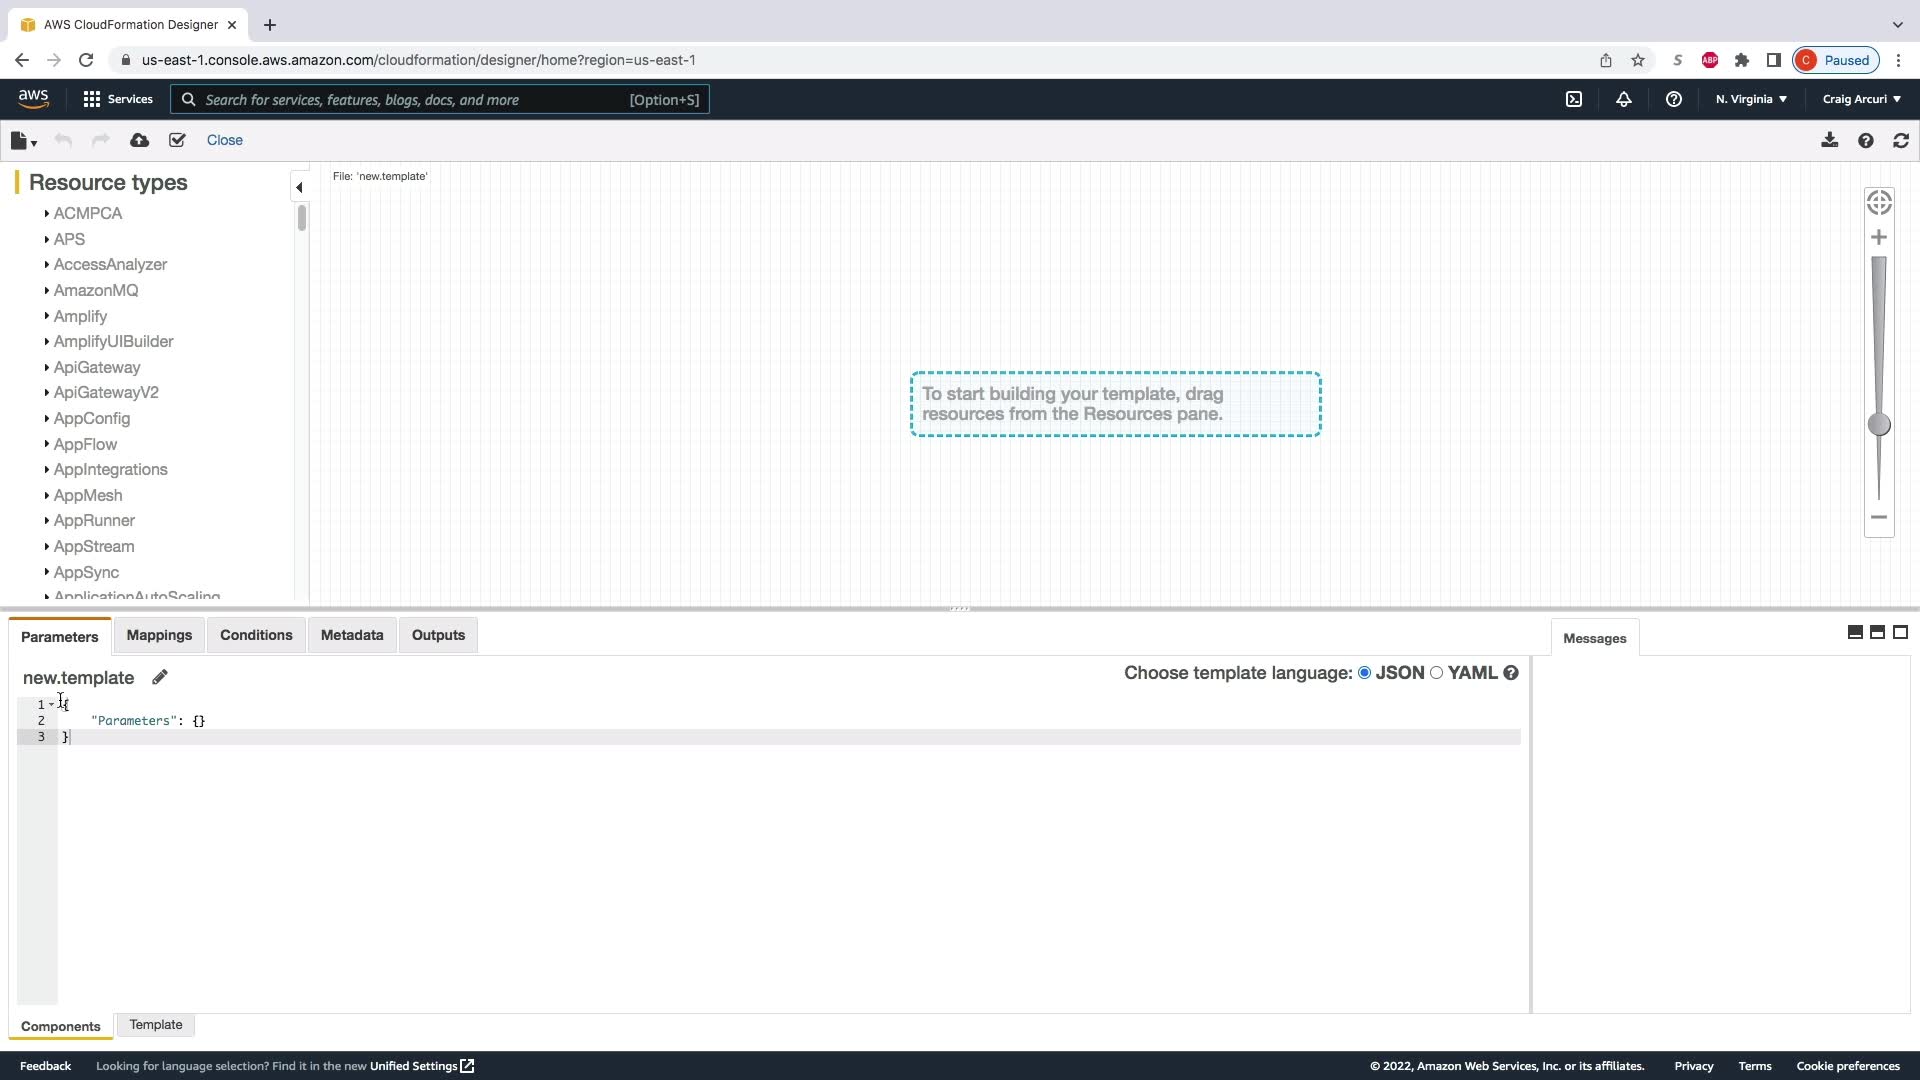 AWS CloudFormation Designer
us-east-1.console.aws.amazon.com/cloudformation/designer/home?region=us-east-1
S
ABP
C
Paused
aws
Services
Search for services, features, blogs, docs, and more
[Option+S]
N. Virginia
Craig Arcuri
Close
Resource types
ACMPCA
APS
AccessAnalyzer
AmazonMQ
Amplify
AmplifyUIBuilder
ApiGateway
ApiGatewayV2
AppConfig
AppFlow
AppIntegrations
AppMesh
AppRunner
AppStream
AppSync
ApplicationAutoScaling
File: 'new.template'
To start building your template, drag
resources from the Resources pane.
Parameters
Mappings
Conditions
Metadata
Outputs
Messages
new.template
Choose template language: JSON YAML
1 {
2 "Parameters": {}
3 }
Components
Template
Feedback
Looking for language selection? Find it in the new Unified Settings
© 2022, Amazon Web Services, Inc. or its affiliates.
Privacy
Terms
Cookie preferences